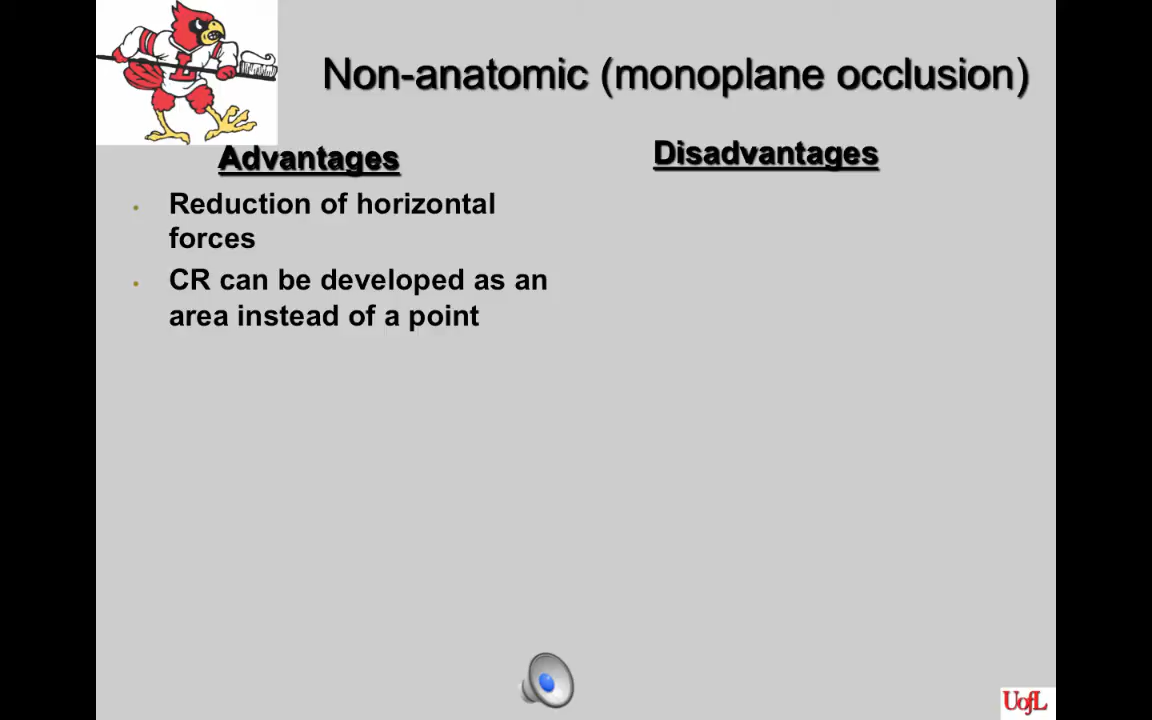 Non-anatomic (monoplane occlusion)
Advantages
Reduction of horizontal
forces
CR can be developed as an
area instead of a point
Disadvantages
L
UofL